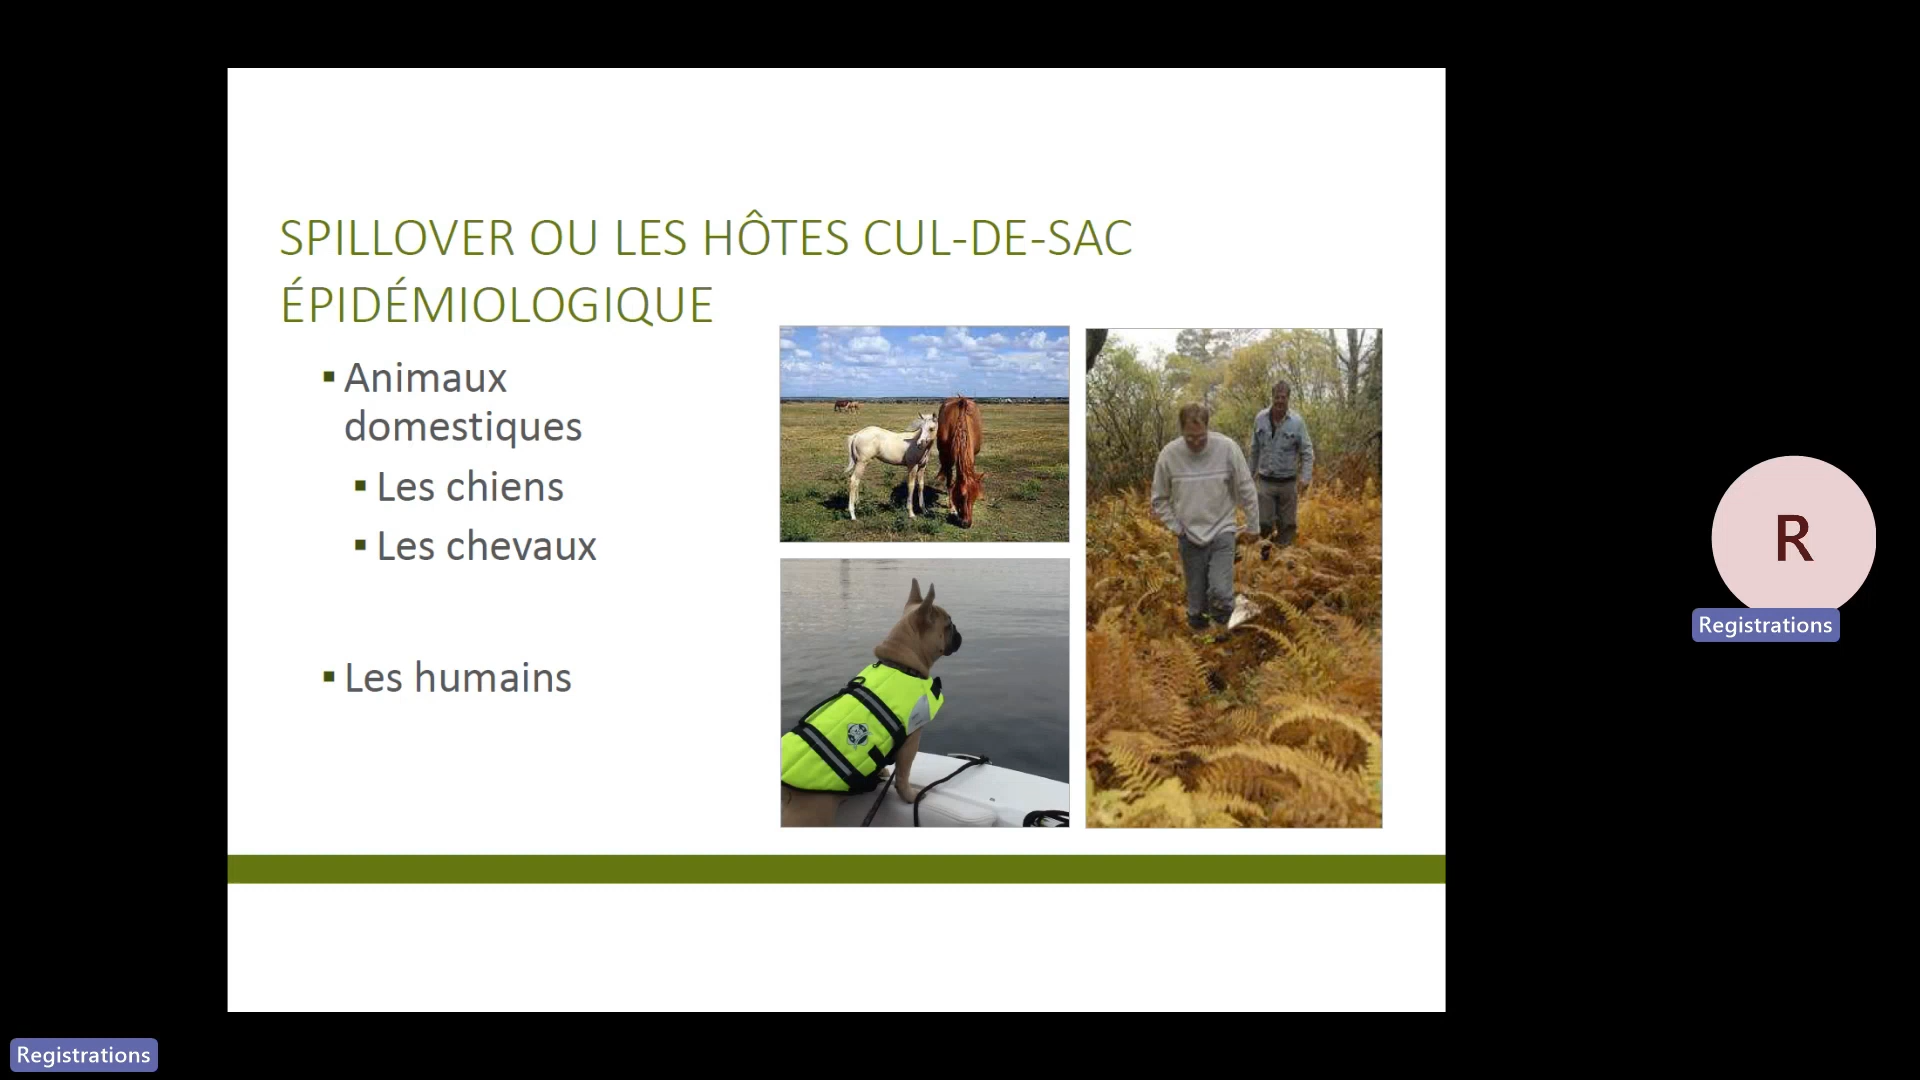 SPILLOVER OU LES HÔTES CUL-DE-SAC
ÉPIDÉMIOLOGIQUE
▪ Animaux
domestiques
▪ Les chiens
▪ Les chevaux
▪ Les humains
R
Registrations
Registrations